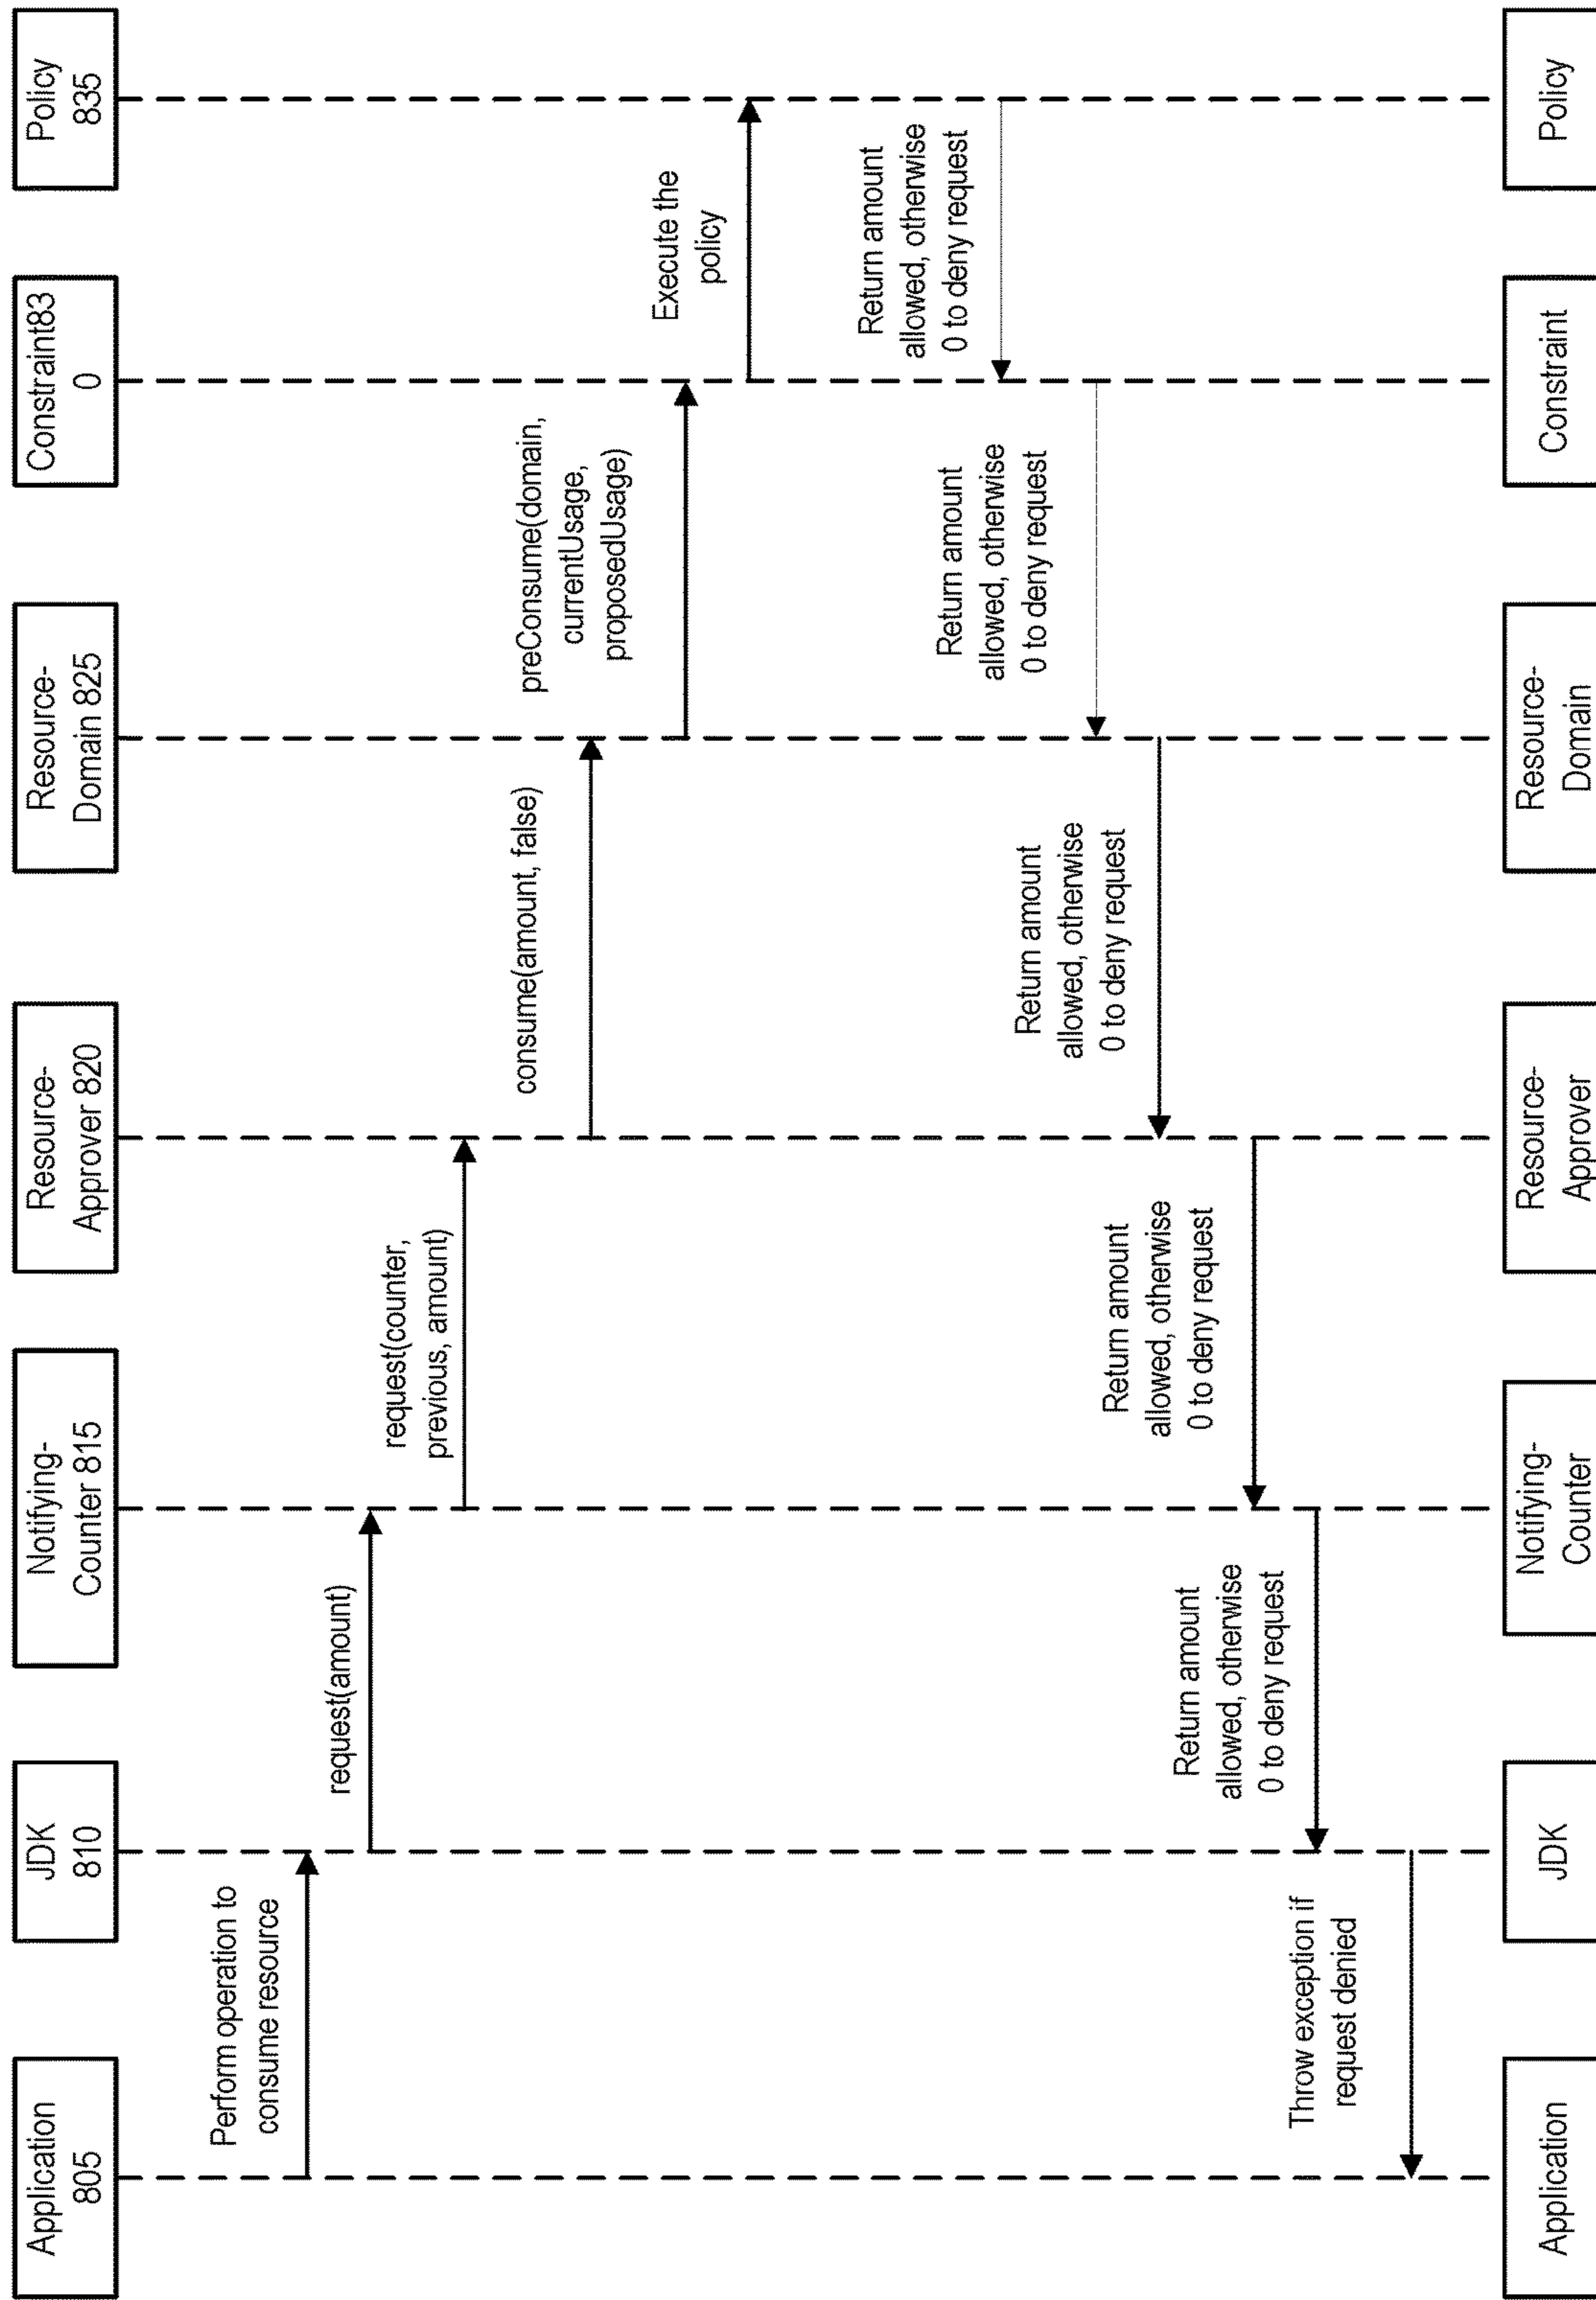 Application
805
JDK
810
Notifying-
Counter 815
Resource-
Approver 820
Resource-
Domain 825
Constraint83
0
Policy
835
Perform operation to
consume resource
request(amount)
request(counter,
previous, amount)
consume(amount, false)
preConsume(domain,
currentUsage,
proposedUsage)
Execute the
policy
Return amount
allowed, otherwise
0 to deny request
Return amount
allowed, otherwise
0 to deny request
Return amount
allowed, otherwise
0 to deny request
Return amount
allowed, otherwise
0 to deny request
Return amount
allowed, otherwise
0 to deny request
Throw exception if
request denied
Application
JDK
Notifying-
Counter
Resource-
Approver
Resource-
Domain
Constraint
Policy